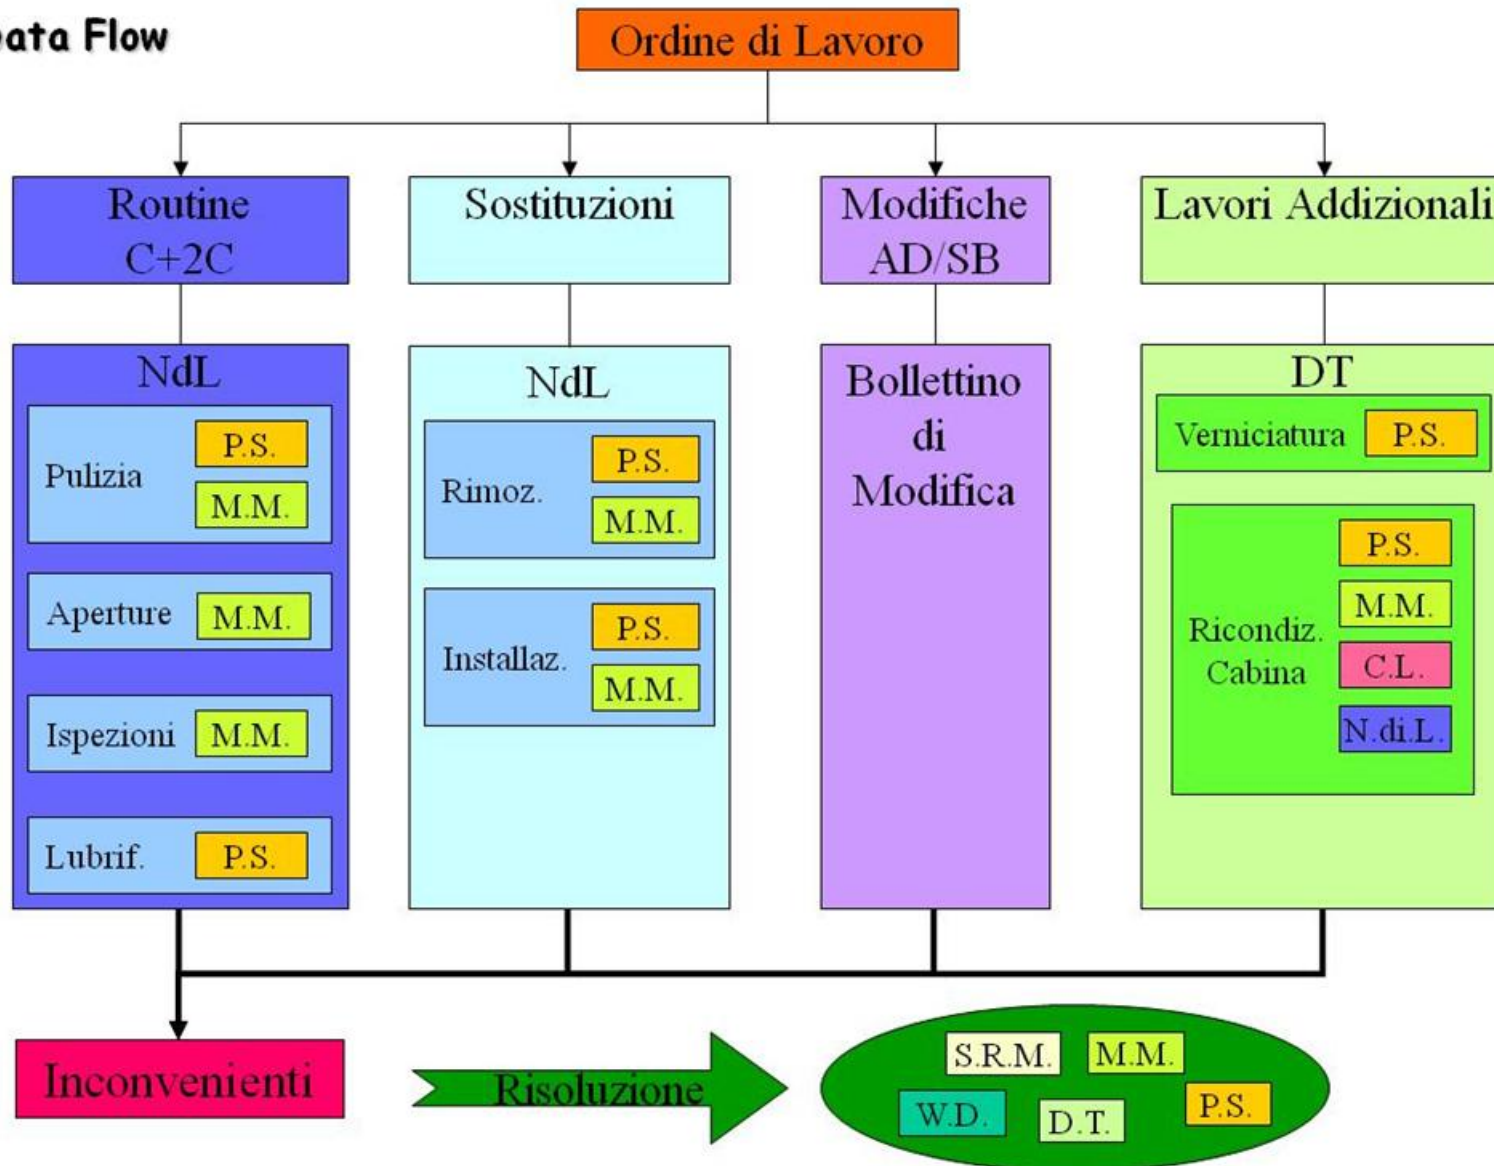 ata Flow
Ordine di Lavoro
Routine
C+2C
Sostituzioni
Modifiche
AD/SB
Lavori Addizionali
NdL
Pulizia
P.S.
M.M.
Aperture
M.M.
Ispezioni
M.M.
Lubrif.
P.S.
NdL
Rimoz.
P.S.
M.M.
Installaz.
P.S.
M.M.
Bollettino
di
Modifica
DT
Verniciatura
P.S.
Ricondiz.
Cabina
P.S.
M.M.
C.L.
N.di.L.
Inconvenienti
Risoluzione
S.R.M.
M.M.
W.D.
D.T.
P.S.